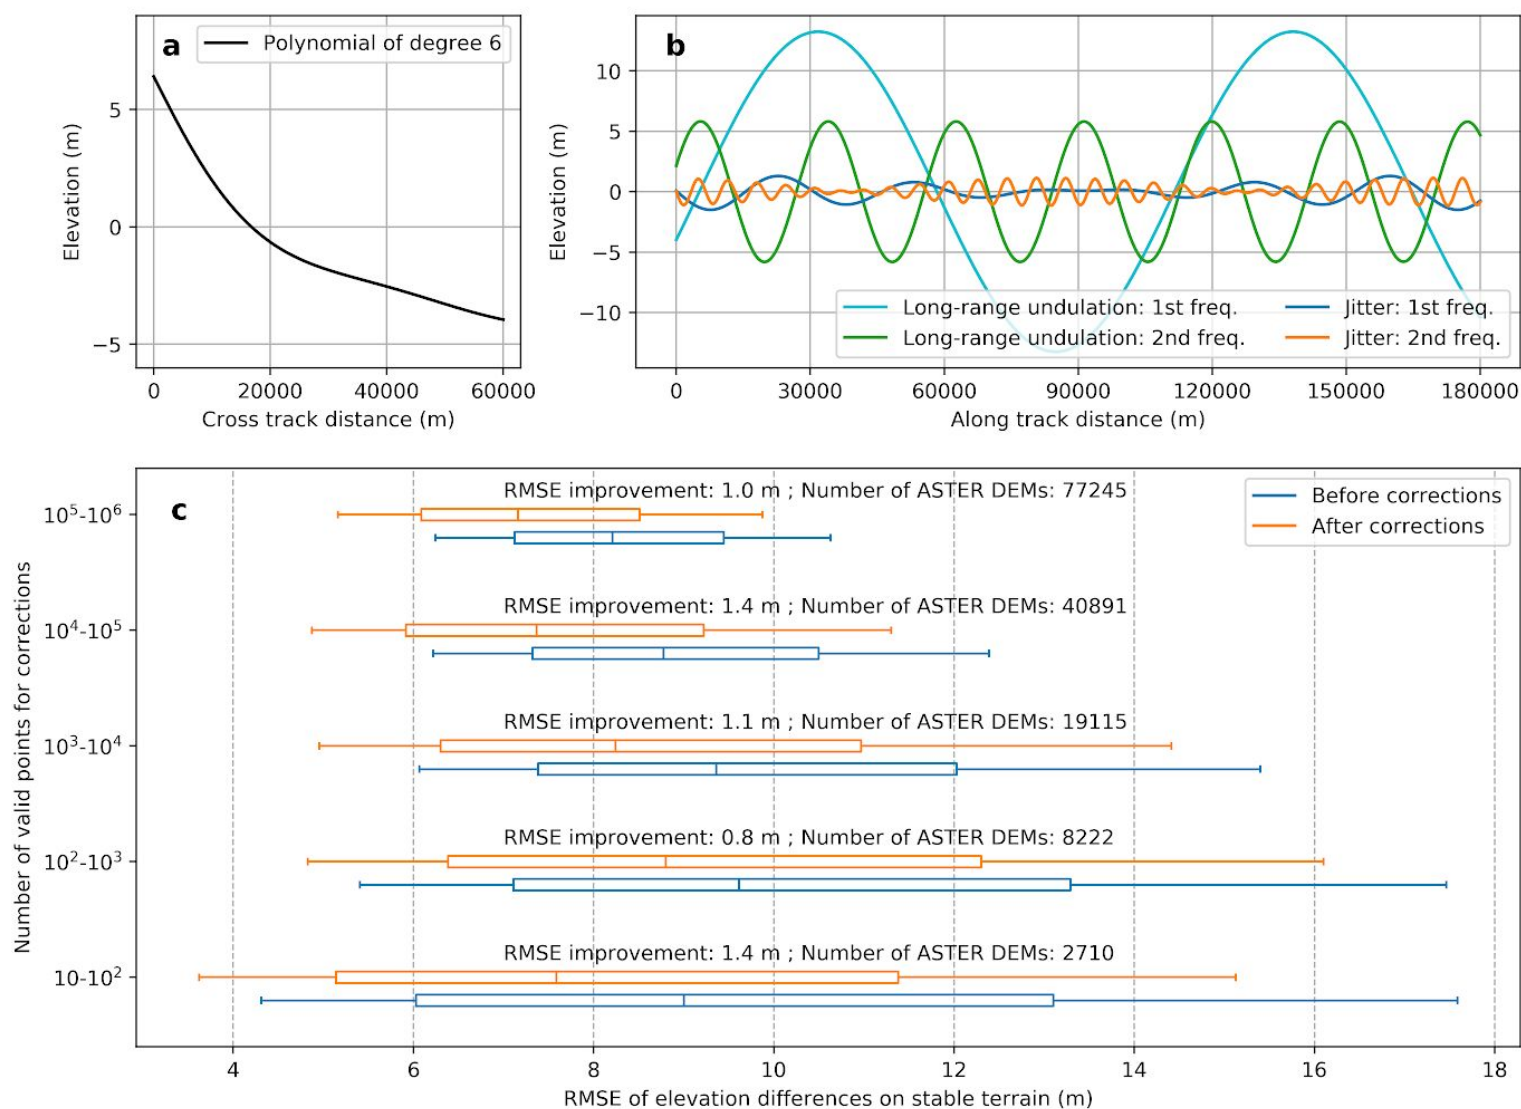 a
Polynomial of degree 6
5
0
−5
Elevation (m)
0 20000 40000 60000
Cross track distance (m)
b
10
5
0
−5
−10
Elevation (m)
Long-range undulation: 1st freq.
Long-range undulation: 2nd freq.
Jitter: 1st freq.
Jitter: 2nd freq.
0 30000 60000 90000 120000 150000 180000
Along track distance (m)
c
Before corrections
After corrections
Number of valid points for corrections
10⁵-10⁶
RMSE improvement: 1.0 m ; Number of ASTER DEMs: 77245
10⁴-10⁵
RMSE improvement: 1.4 m ; Number of ASTER DEMs: 40891
10³-10⁴
RMSE improvement: 1.1 m ; Number of ASTER DEMs: 19115
10²-10³
RMSE improvement: 0.8 m ; Number of ASTER DEMs: 8222
10-10²
RMSE improvement: 1.4 m ; Number of ASTER DEMs: 2710
4 6 8 10 12 14 16 18
RMSE of elevation differences on stable terrain (m)